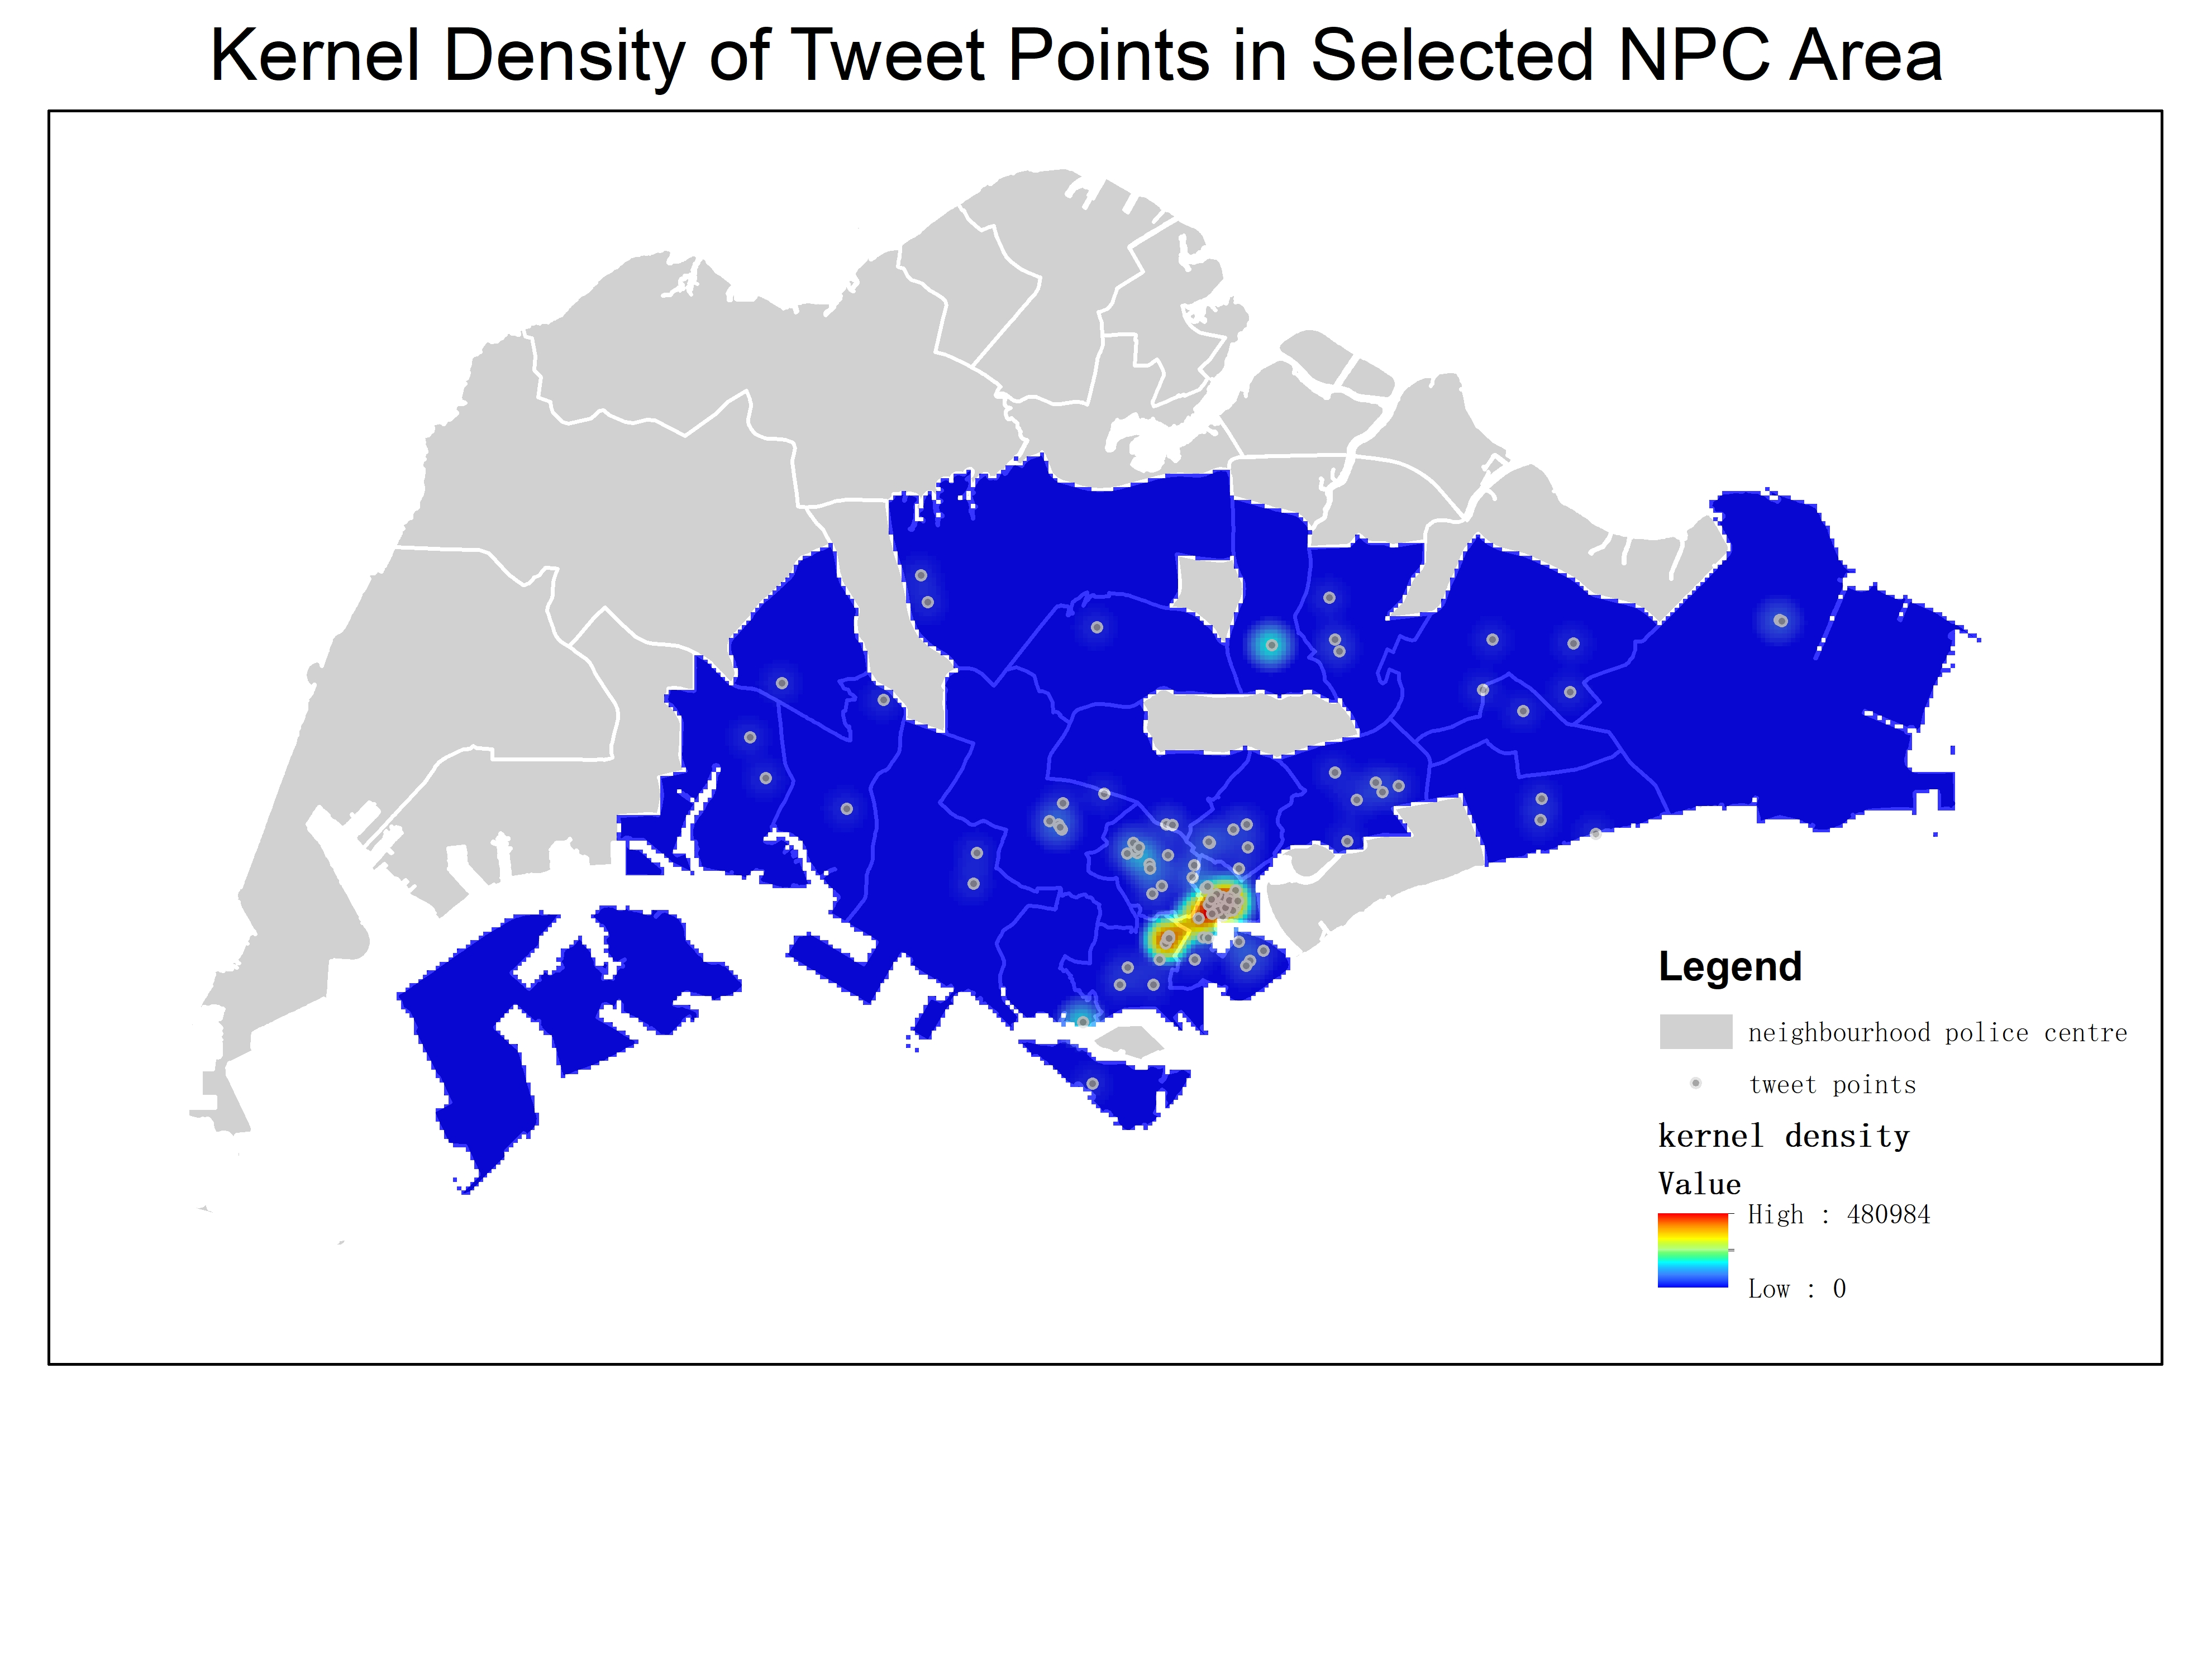 Kernel Density of Tweet Points in Selected NPC Area
Legend
neighbourhood police centre
tweet points
kernel density
Value
High : 480984
Low : 0